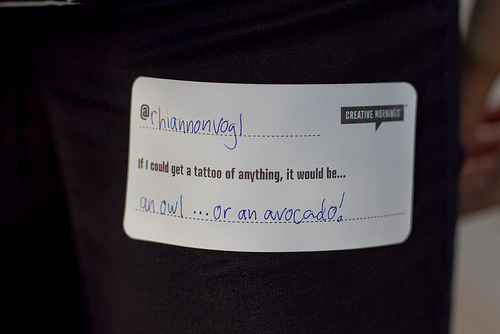 @rhiannonvogl
CREATIVE MORNINGS
If I could get a tattoo of anything, it would be...
an owl ... or an avocado!